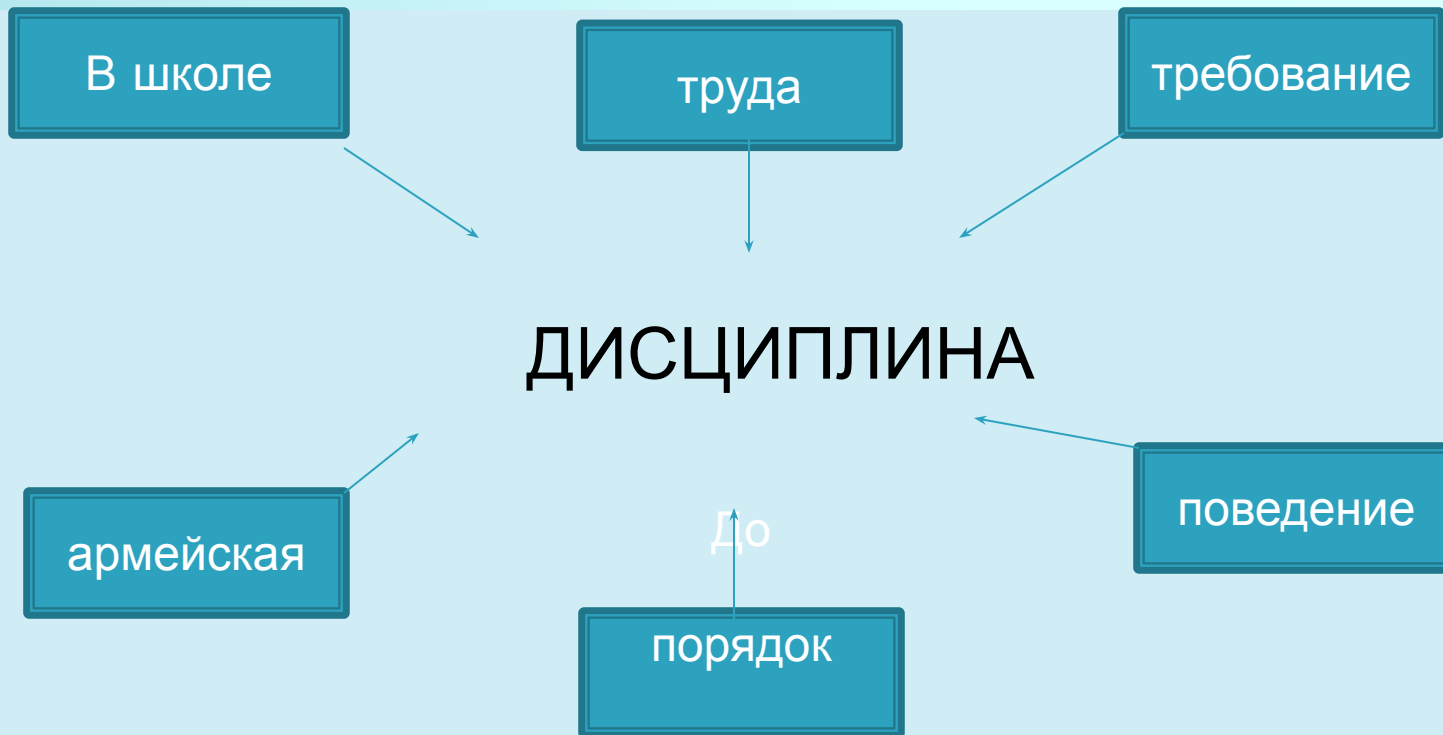 В школе
труда
требование
ДИСЦИПЛИНА
армейская
До
поведение
порядок